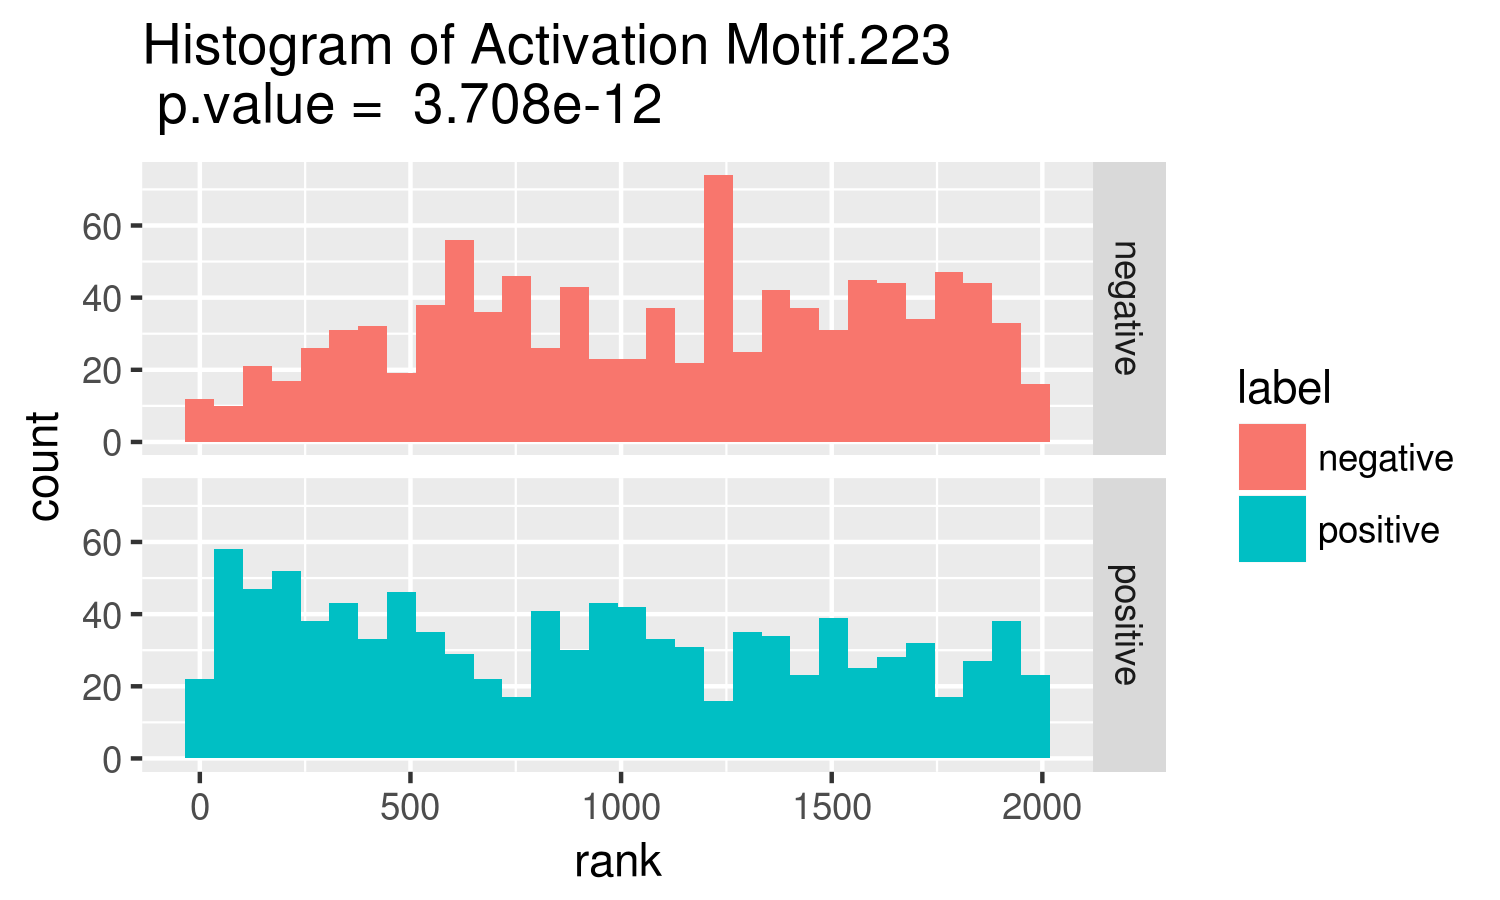 Histogram of Activation Motif.223
p.value =  3.708e-12
count
60
40
20
0
negative
60
40
20
0
positive
0 500 1000 1500 2000
rank
label
negative
positive